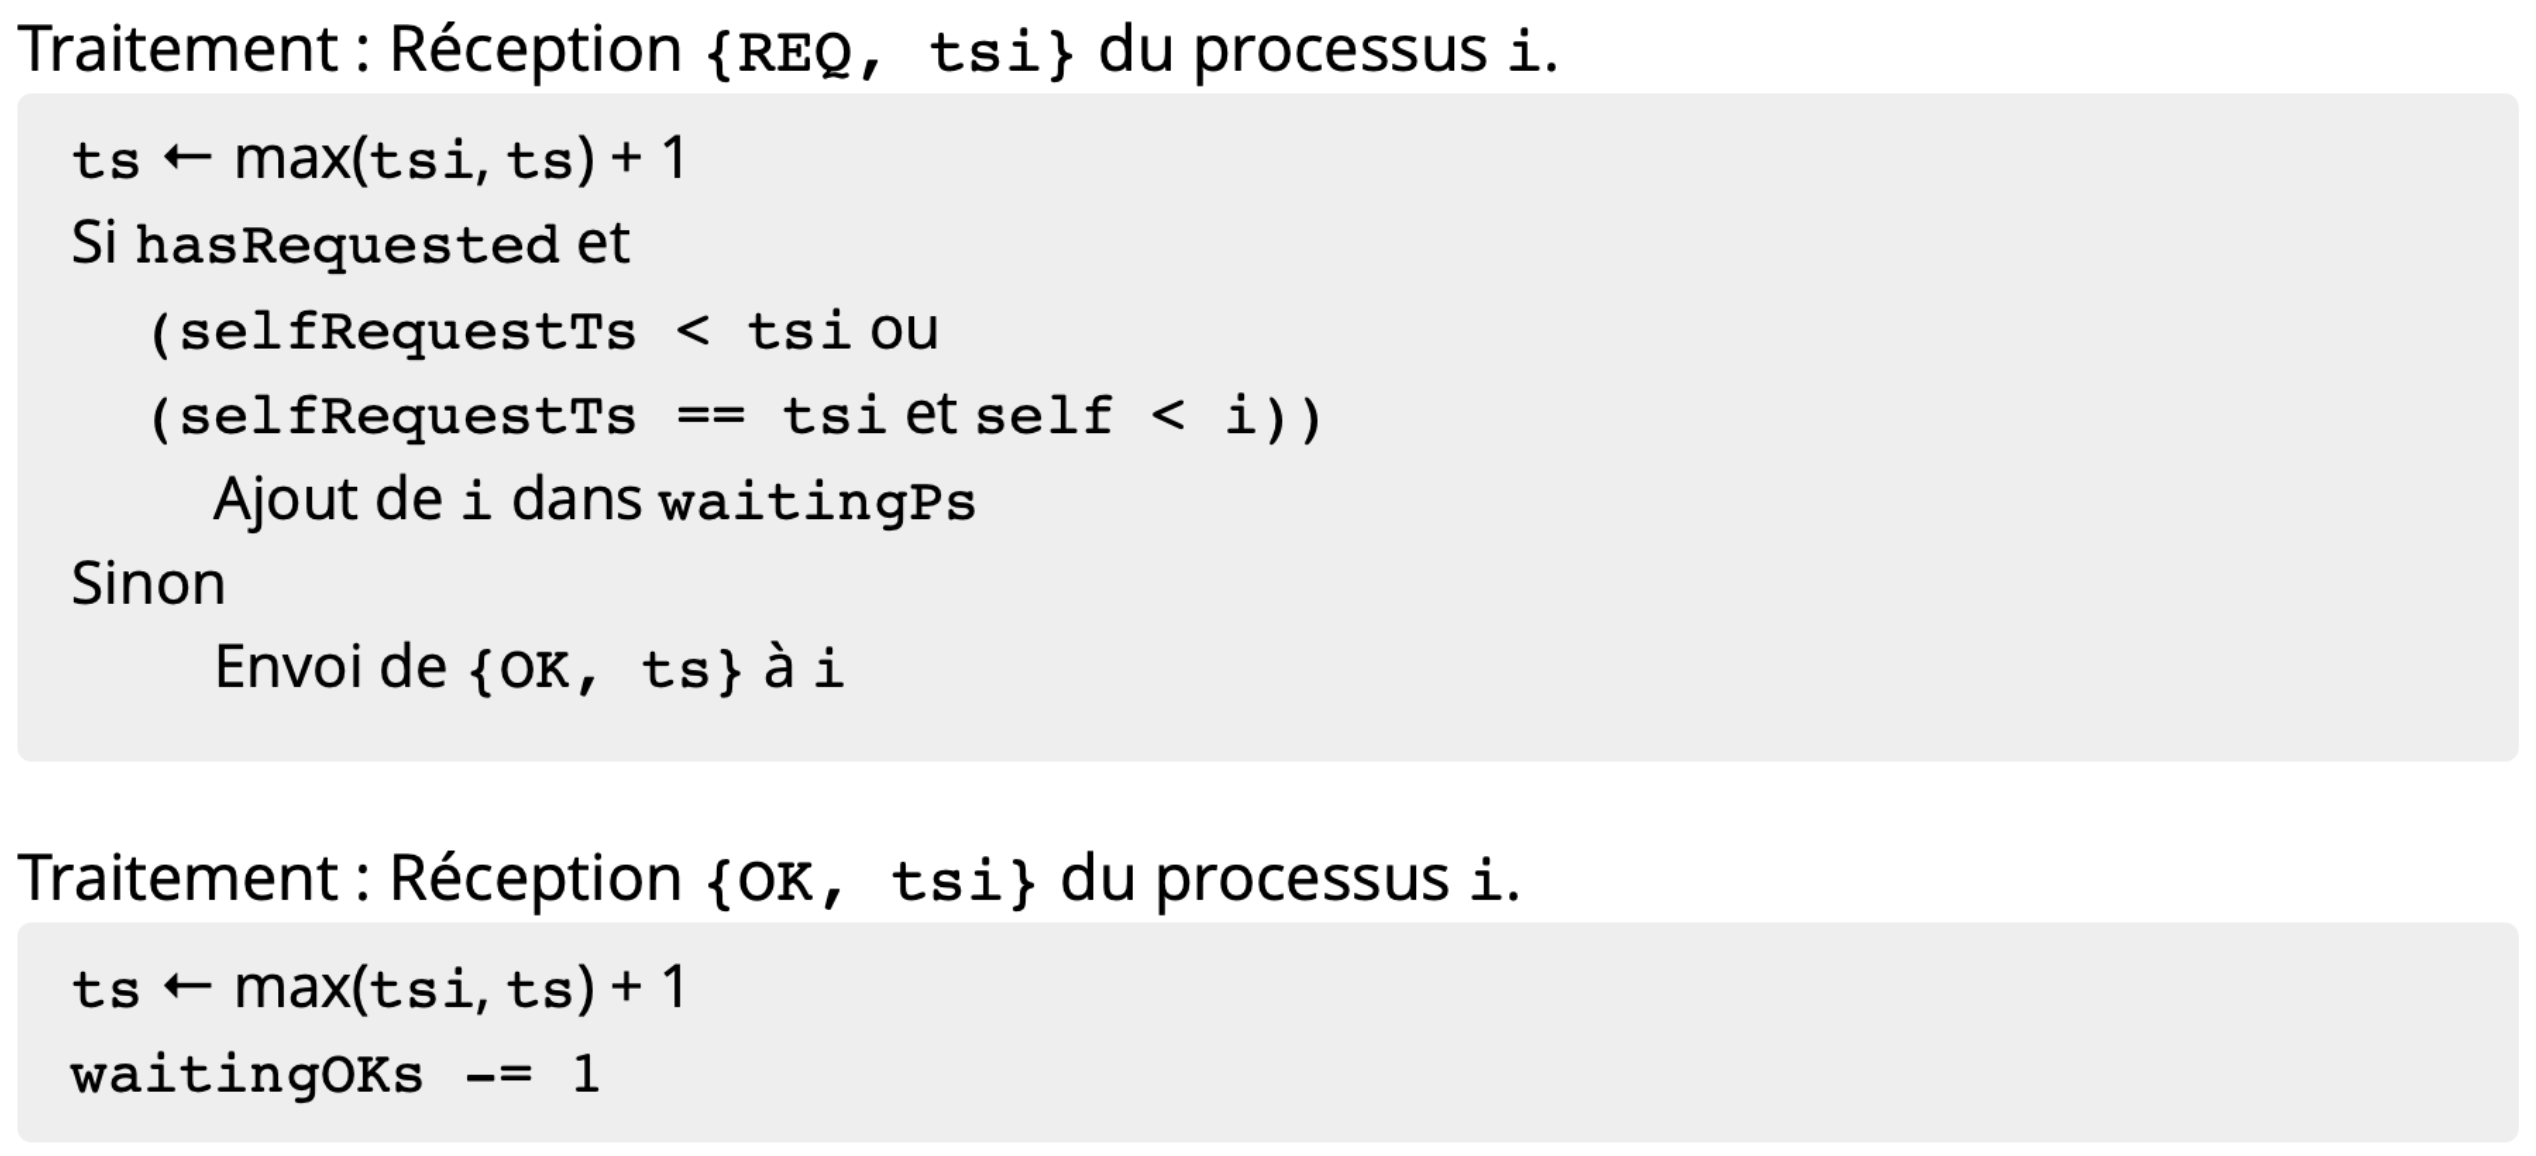 Traitement : Réception {REQ, tsi} du processus i.
ts ← max(tsi, ts) + 1
Si hasRequested et
(selfRequestTs < tsi ou
(selfRequestTs == tsi et self < i))
Ajout de i dans waitingPs
Sinon
Envoi de {OK, ts} à i
Traitement : Réception {OK, tsi} du processus i.
ts ← max(tsi, ts) + 1
waitingOKs -= 1